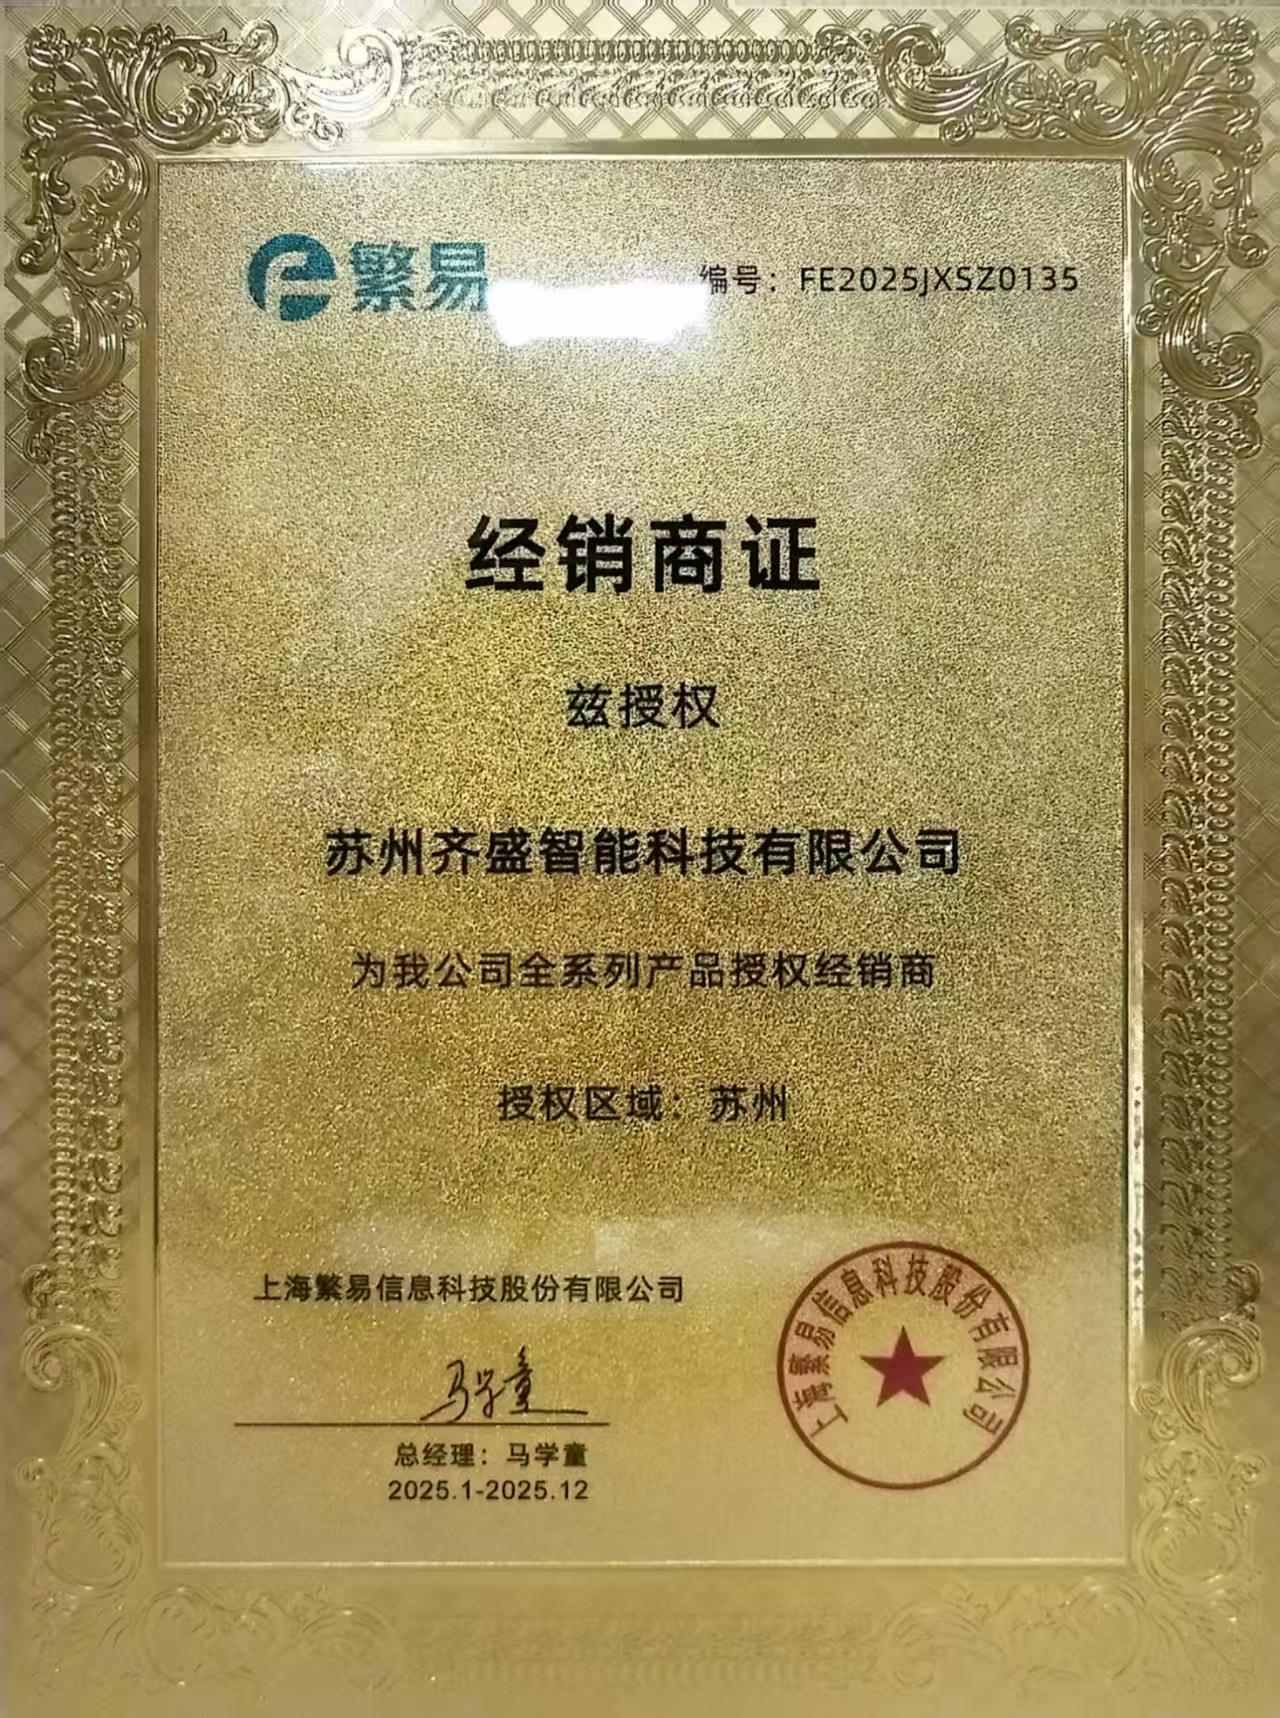 繁易
编号：FE2025JXSZ0135
经销商证
兹授权
苏州齐盛智能科技有限公司
为我公司全系列产品授权经销商
授权区域：苏州
上海繁易信息科技股份有限公司
上海繁易信息科技股份有限公司
马学童
总经理：马学童
2025.1-2025.12